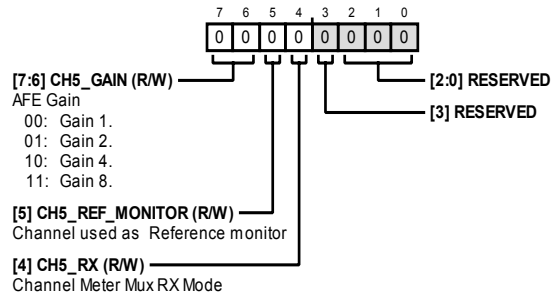 7 6 5 4 3 2 1 0
0 0 0 0 0 0 0 0
[7:6] CH5_GAIN (R/W)
AFE Gain
00: Gain 1.
01: Gain 2.
10: Gain 4.
11: Gain 8.
[5] CH5_REF_MONITOR (R/W)
Channel used as Reference monitor
[4] CH5_RX (R/W)
Channel Meter Mux RX Mode
[2:0] RESERVED
[3] RESERVED